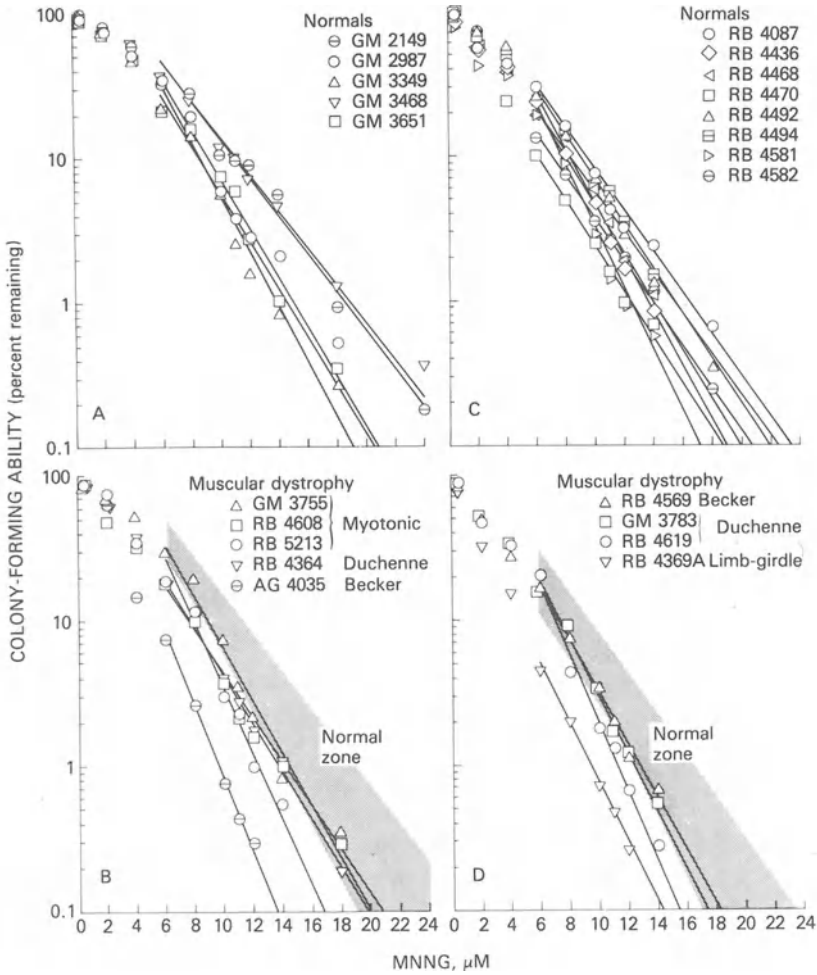 COLONY-FORMING ABILITY (percent remaining)
100
10
1
0.1
A
Normals
GM 2149
GM 2987
GM 3349
GM 3468
GM 3651
C
Normals
RB 4087
RB 4436
RB 4468
RB 4470
RB 4492
RB 4494
RB 4581
RB 4582
100
10
1
0.1
B
Muscular dystrophy
GM 3755
RB 4608 Myotonic
RB 5213
RB 4364 Duchenne
AG 4035 Becker
Normal
zone
0 2 4 6 8 10 12 14 16 18 20 22 24
D
Muscular dystrophy
RB 4569 Becker
GM 3783 Duchenne
RB 4619
RB 4369A Limb-girdle
Normal
zone
0 2 4 6 8 10 12 14 16 18 20 22 24
MNNG, μM